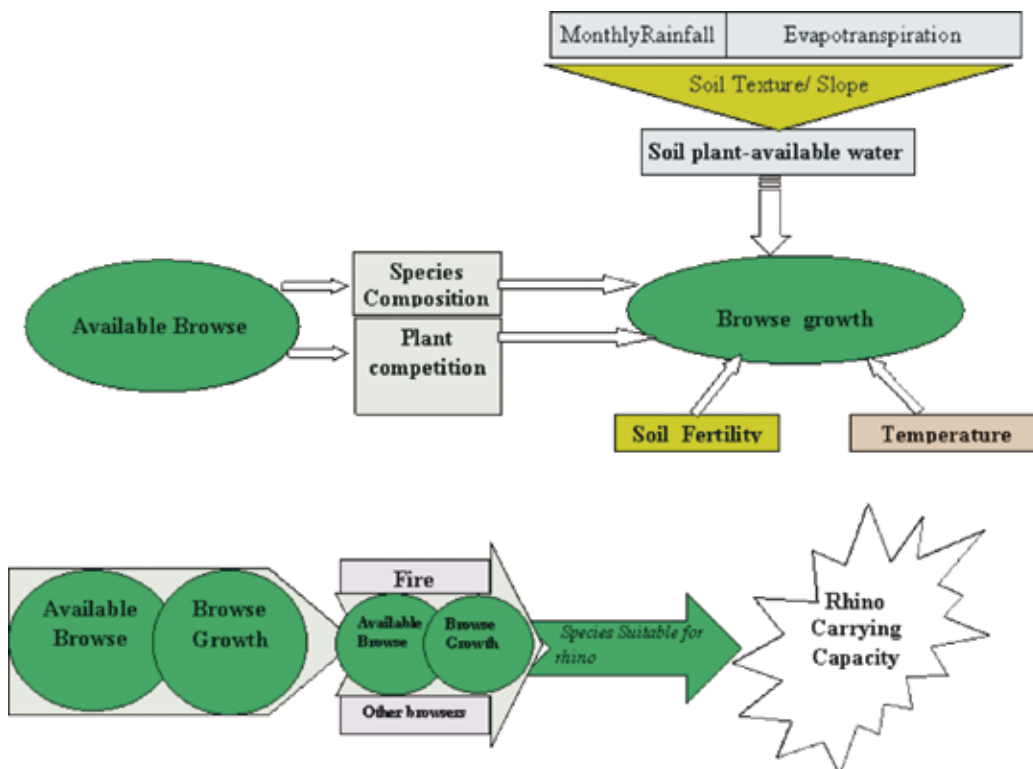 MonthlyRainfall
Evapotranspiration
Soil Texture/ Slope
Soil plant-available water
Available Browse
Species
Composition
Plant
competition
Browse growth
Soil Fertility
Temperature
Available
Browse
Browse
Growth
Fire
Available
Browse
Browse
Growth
Other browsers
Species Suitable for
rhino
Rhino
Carrying
Capacity